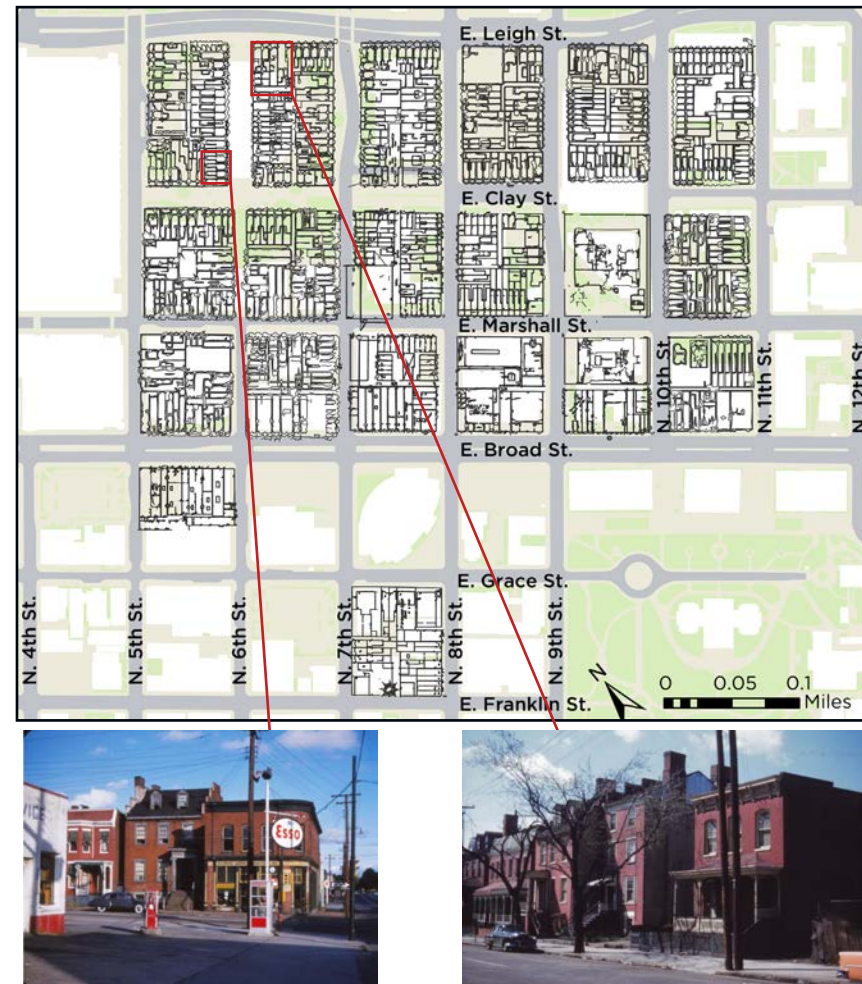 E. Leigh St.
E. Clay St.
E. Marshall St.
N. 10th St.
N. 11th St.
N. 12th St.
E. Broad St.
E. Grace St.
N. 4th St.
N. 5th St.
N. 6th St.
N. 7th St.
N. 8th St.
N. 9th St.
N
0 0.05 0.1
Miles
E. Franklin St.
VICE
Esso